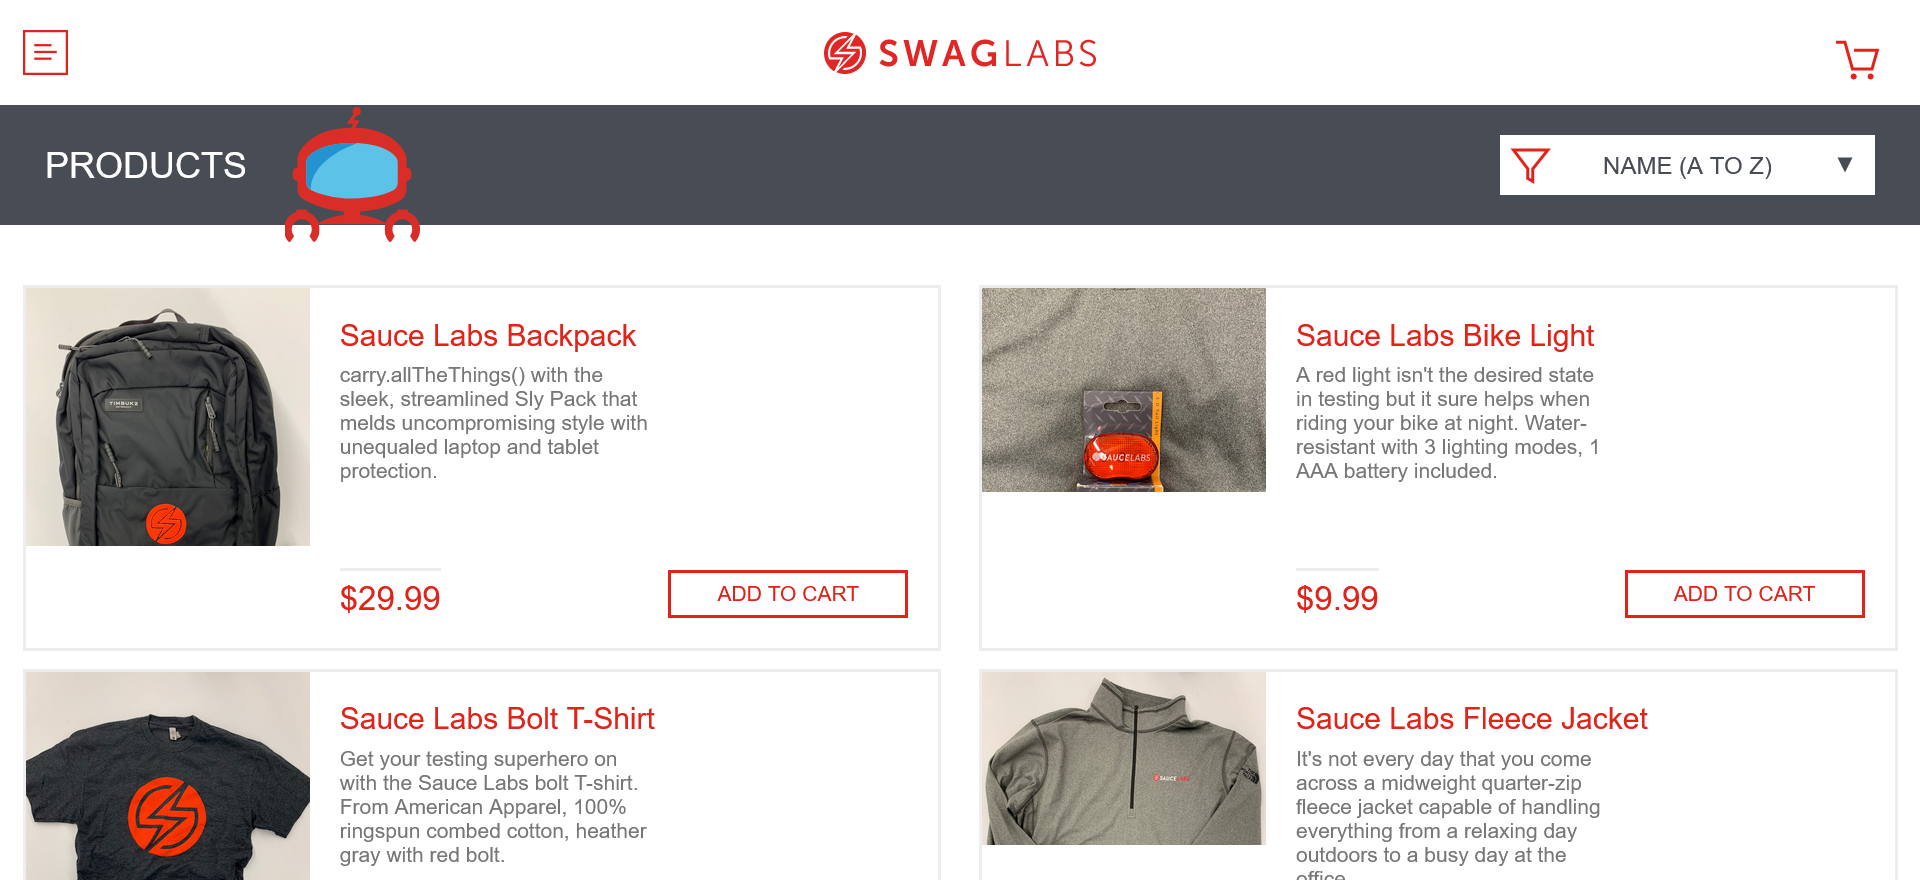 SWAGLABS
PRODUCTS
NAME (A TO Z)
Sauce Labs Backpack
carry.allTheThings() with the
sleek, streamlined Sly Pack that
melds uncompromising style with
unequaled laptop and tablet
protection.
TIMBUK2
$29.99
ADD TO CART
Sauce Labs Bike Light
A red light isn't the desired state
in testing but it sure helps when
riding your bike at night. Water-
resistant with 3 lighting modes, 1
AAA battery included.
SAUCELABS
$9.99
ADD TO CART
Sauce Labs Bolt T-Shirt
Get your testing superhero on
with the Sauce Labs bolt T-shirt.
From American Apparel, 100%
ringspun combed cotton, heather
gray with red bolt.
Sauce Labs Fleece Jacket
It's not every day that you come
across a midweight quarter-zip
fleece jacket capable of handling
everything from a relaxing day
outdoors to a busy day at the
office.
SAUCELABS